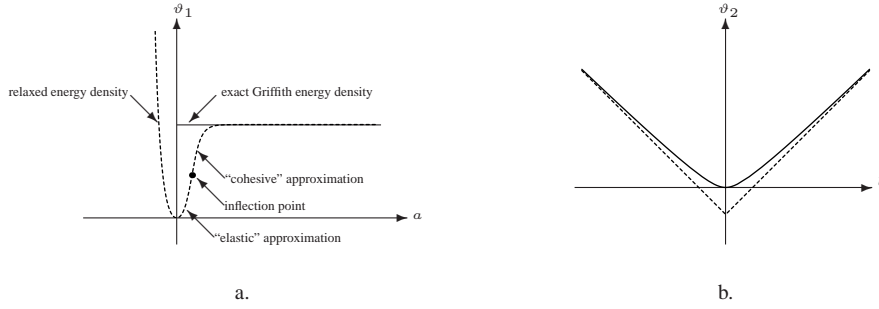 ϑ1
relaxed energy density
exact Griffith energy density
“cohesive” approximation
inflection point
a
“elastic” approximation
a.
ϑ2
b.